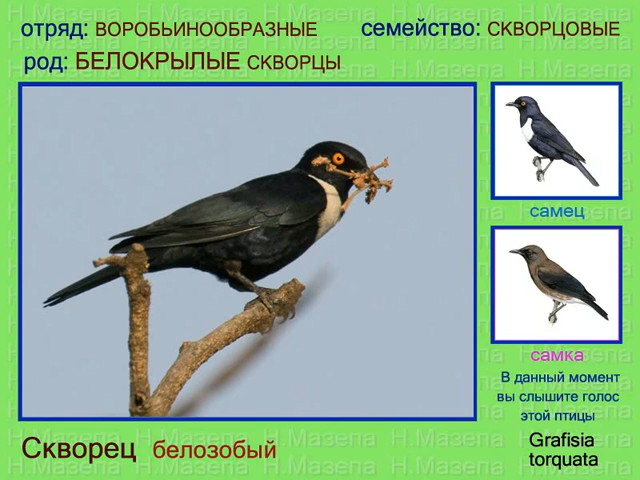 отряд: ВОРОБЬИНООБРАЗНЫЕ семейство: СКВОРЦОВЫЕ
род: БЕЛОКРЫЛЫЕ СКВОРЦЫ
самец
самка
В данный момент
вы слышите голос
этой птицы
Grafisia
torquata
Скворец белозобый
Н.Мазепа